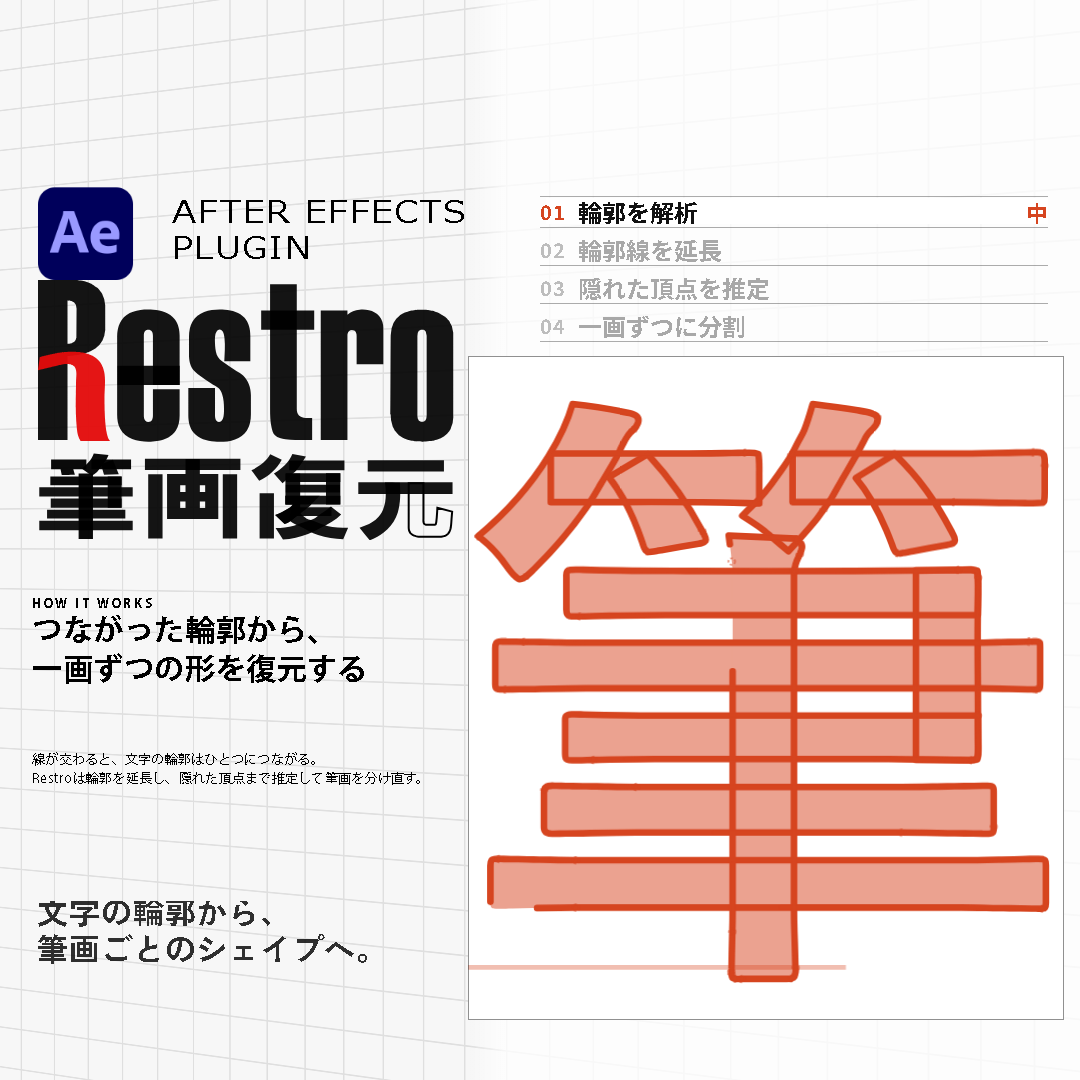 Ae
AFTER EFFECTS
PLUGIN
Restro
筆画復元
HOW IT WORKS
つながった輪郭から、
一画ずつの形を復元する
線が交わると、文字の輪郭はひとつにつながる。
Restroは輪郭を延長し、隠れた頂点まで推定して筆画を分け直す。
文字の輪郭から、
筆画ごとのシェイプへ。
01 輪郭を解析 中
02 輪郭線を延長
03 隠れた頂点を推定
04 一画ずつに分割
筆